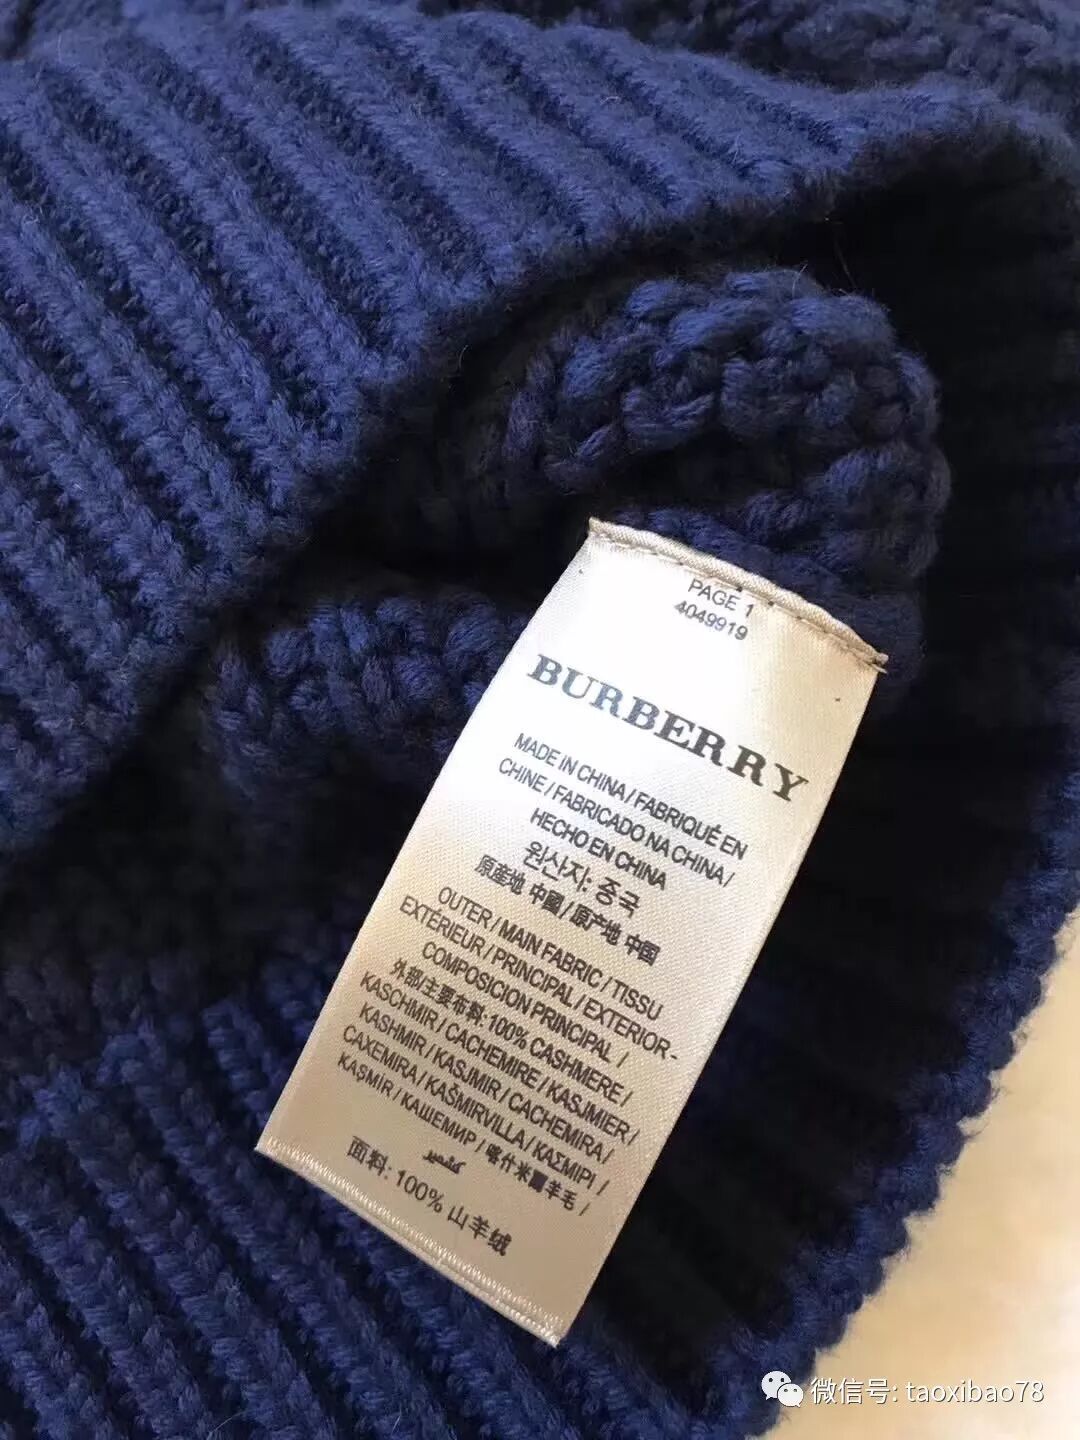 PAGE 1
4049919
BURBERRY
MADE IN CHINA / FABRIQUÉ EN
CHINE / FABRICADO NA CHINA /
HECHO EN CHINA
원산지: 중국
原産地 中國 / 原产地 中国
OUTER / MAIN FABRIC / TISSU
EXTÉRIEUR / PRINCIPAL / EXTERIOR -
COMPOSICION PRINCIPAL /
外部/主要布料: 100% CASHMERE /
KASCHMIR / CACHEMIRE / KASJMIER /
KASHMIR / KASJMIR / CACHEMIRA /
CAXEMIRA / KAŠMIRVILLA / ΚΑΣΜΙΡΙ /
KAŞMIR / КАШЕМИР / 喀什米爾羊毛 /
كشمير
面料: 100% 山羊绒
微信号: taoxibao78